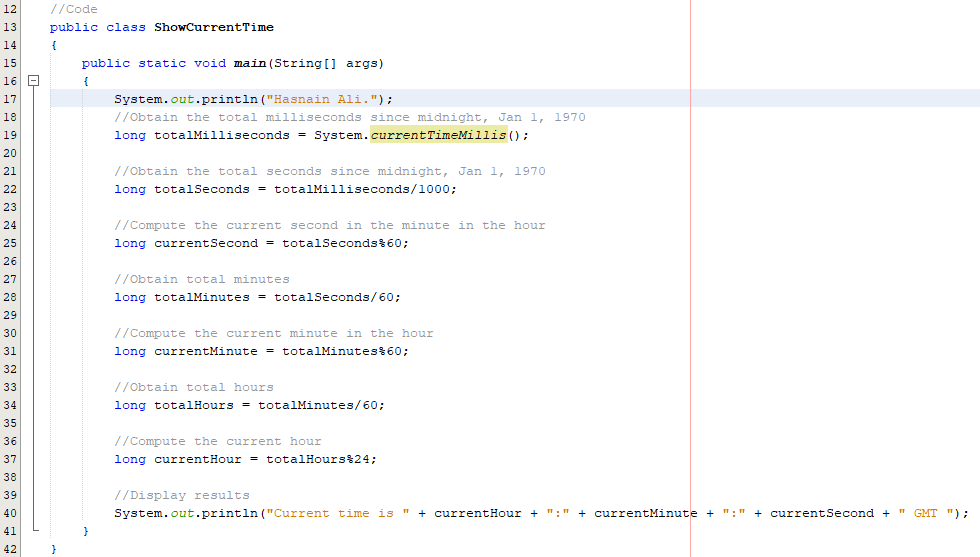 12 //Code
13 public class ShowCurrentTime
14 {
15 public static void main(String[] args)
16 {
17 System.out.println("Hasnain Ali.");
18 //Obtain the total milliseconds since midnight, Jan 1, 1970
19 long totalMilliseconds = System.currentTimeMillis();
20
21 //Obtain the total seconds since midnight, Jan 1, 1970
22 long totalSeconds = totalMilliseconds/1000;
23
24 //Compute the current second in the minute in the hour
25 long currentSecond = totalSeconds%60;
26
27 //Obtain total minutes
28 long totalMinutes = totalSeconds/60;
29
30 //Compute the current minute in the hour
31 long currentMinute = totalMinutes%60;
32
33 //Obtain total hours
34 long totalHours = totalMinutes/60;
35
36 //Compute the current hour
37 long currentHour = totalHours%24;
38
39 //Display results
40 System.out.println("Current time is " + currentHour + ":" + currentMinute + ":" + currentSecond + " GMT ");
41 }
42 }